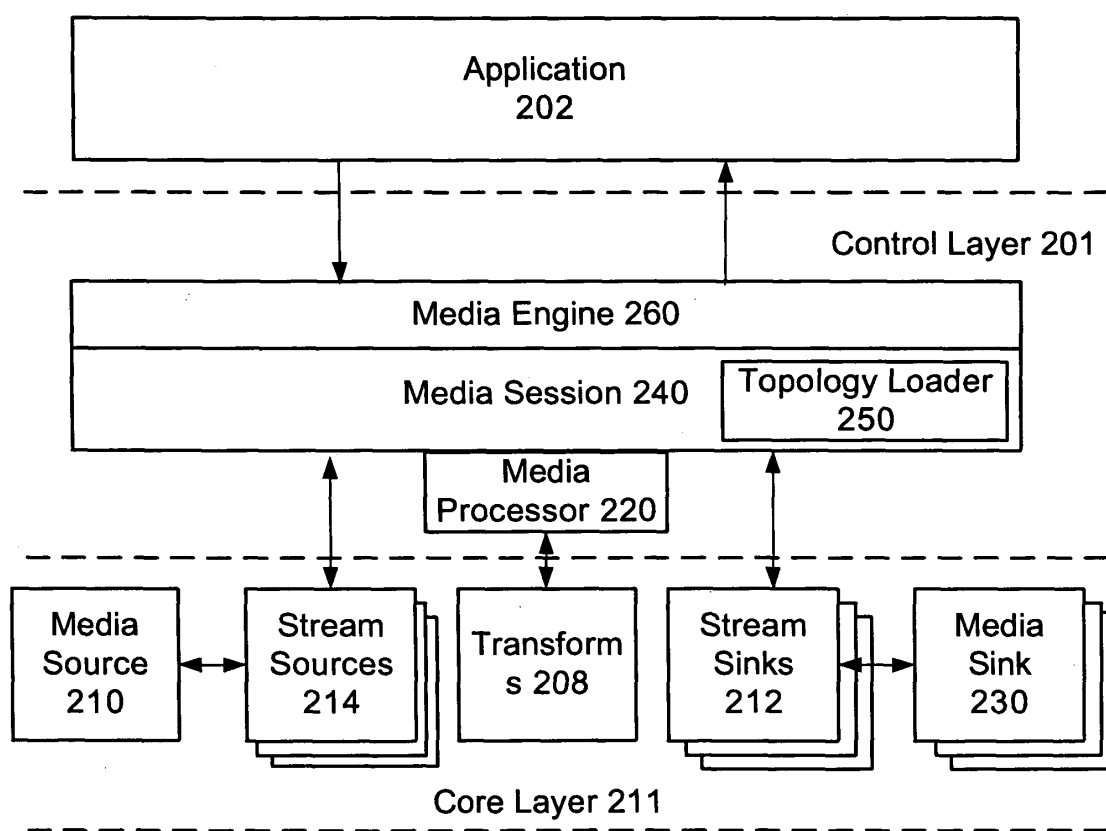 Application
202
Control Layer 201
Media Engine 260
Media Session 240
Topology Loader
250
Media
Processor 220
Media
Source
210
Stream
Sources
214
Transform
s 208
Stream
Sinks
212
Media
Sink
230
Core Layer 211